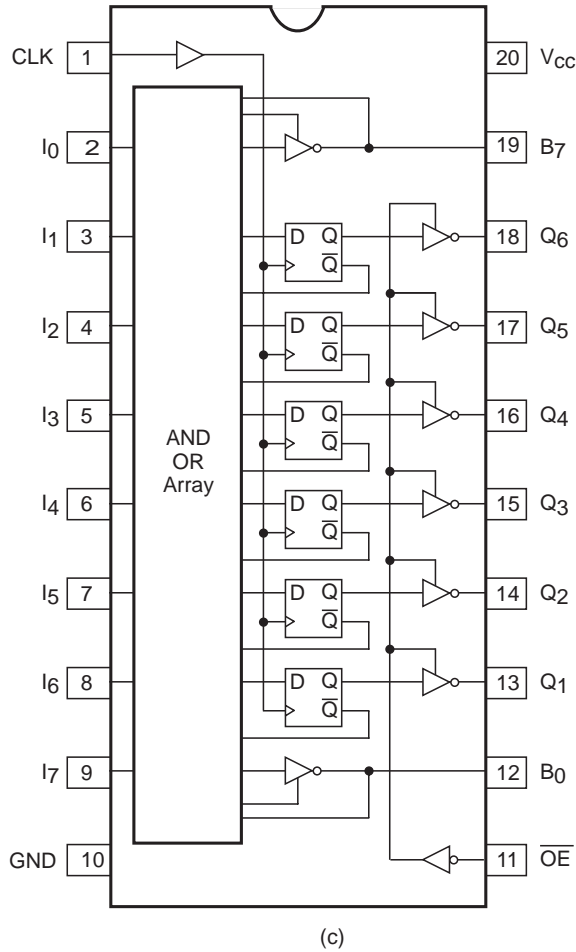 CLK 1 20 VCC
I0 2 19 B7
I1 3 D Q Q̅ 18 Q6
I2 4 D Q Q̅ 17 Q5
I3 5 D Q Q̅ 16 Q4
AND
OR
Array
I4 6 D Q Q̅ 15 Q3
I5 7 D Q Q̅ 14 Q2
I6 8 D Q Q̅ 13 Q1
I7 9 12 B0
GND 10 11 O̅E̅
(c)